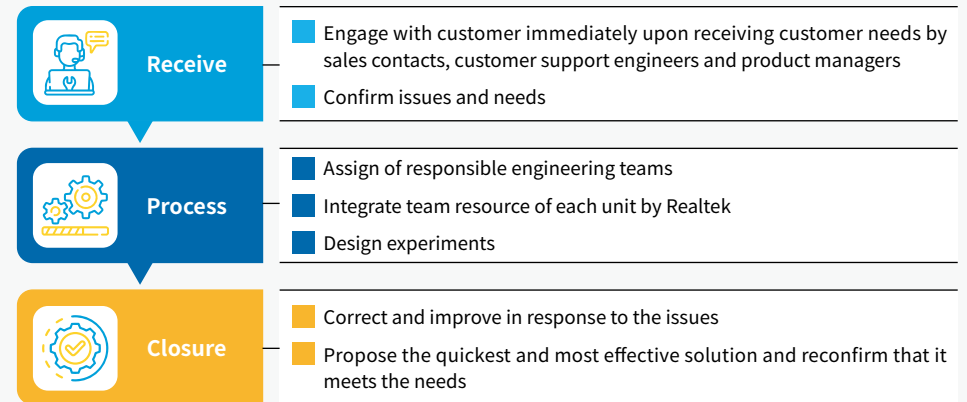 Receive
Engage with customer immediately upon receiving customer needs by
sales contacts, customer support engineers and product managers
Confirm issues and needs
Process
Assign of responsible engineering teams
Integrate team resource of each unit by Realtek
Design experiments
Closure
Correct and improve in response to the issues
Propose the quickest and most effective solution and reconfirm that it
meets the needs